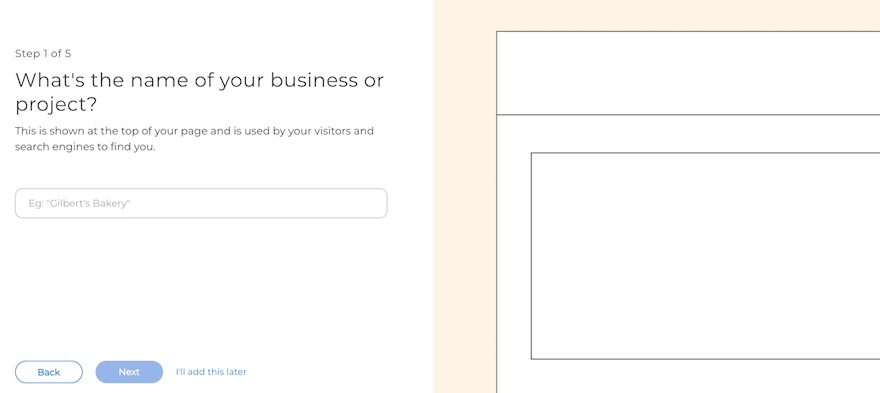 Step 1 of 5
What's the name of your business or
project?
This is shown at the top of your page and is used by your visitors and
search engines to find you.
Eg: "Gilbert's Bakery"
Back
Next
I'll add this later